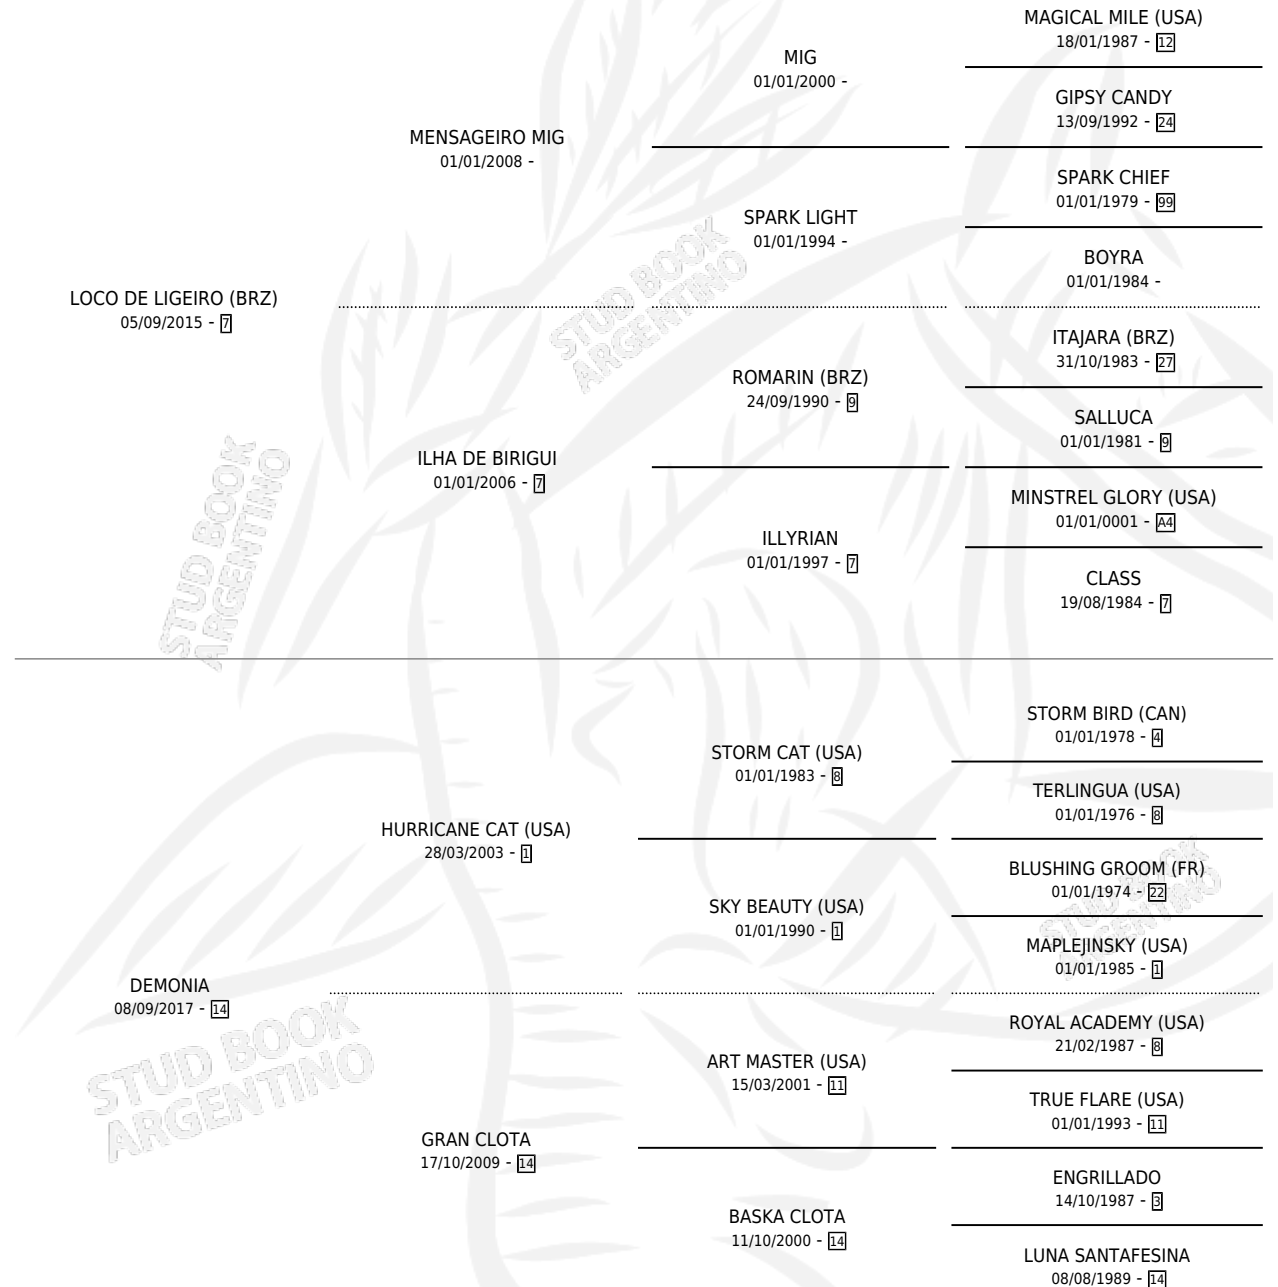 MAGICAL MILE (USA)
18/01/1987 - 12
MIG
01/01/2000 -
GIPSY CANDY
13/09/1992 - 24
MENSAGEIRO MIG
01/01/2008 -
SPARK CHIEF
01/01/1979 - 99
SPARK LIGHT
01/01/1994 -
BOYRA
01/01/1984 -
LOCO DE LIGEIRO (BRZ)
05/09/2015 - 7
ITAJARA (BRZ)
31/10/1983 - 27
ROMARIN (BRZ)
24/09/1990 - 9
SALLUCA
01/01/1981 - 9
ILHA DE BIRIGUI
01/01/2006 - 7
MINSTREL GLORY (USA)
01/01/0001 - A4
ILLYRIAN
01/01/1997 - 7
CLASS
19/08/1984 - 7
STORM BIRD (CAN)
01/01/1978 - 4
STORM CAT (USA)
01/01/1983 - 8
TERLINGUA (USA)
01/01/1976 - 8
HURRICANE CAT (USA)
28/03/2003 - 1
BLUSHING GROOM (FR)
01/01/1974 - 22
SKY BEAUTY (USA)
01/01/1990 - 1
MAPLEJINSKY (USA)
01/01/1985 - 1
DEMONIA
08/09/2017 - 14
ROYAL ACADEMY (USA)
21/02/1987 - 8
ART MASTER (USA)
15/03/2001 - 11
TRUE FLARE (USA)
01/01/1993 - 11
GRAN CLOTA
17/10/2009 - 14
ENGRILLADO
14/10/1987 - 3
BASKA CLOTA
11/10/2000 - 14
LUNA SANTAFESINA
08/08/1989 - 14
STUD BOOK
ARGENTINO
STUD BOOK
ARGENTINO
STUD BOOK
ARGENTINO
STUD BOOK
ARGENTINO